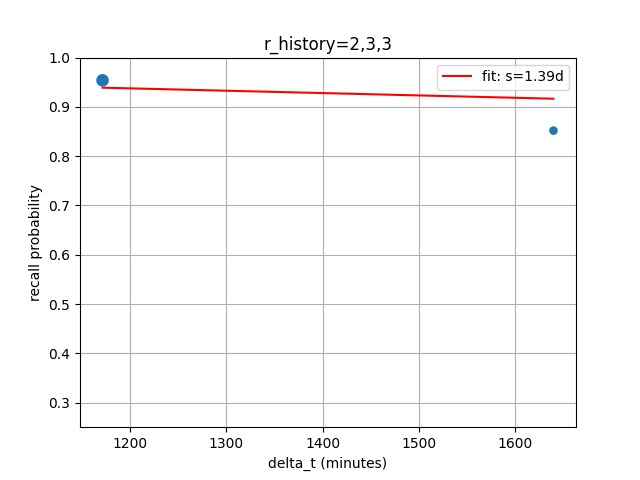 r_history=2,3,3
fit: s=1.39d
1.0
0.9
0.8
0.7
0.6
0.5
0.4
0.3
recall probability
1200 1300 1400 1500 1600
delta_t (minutes)